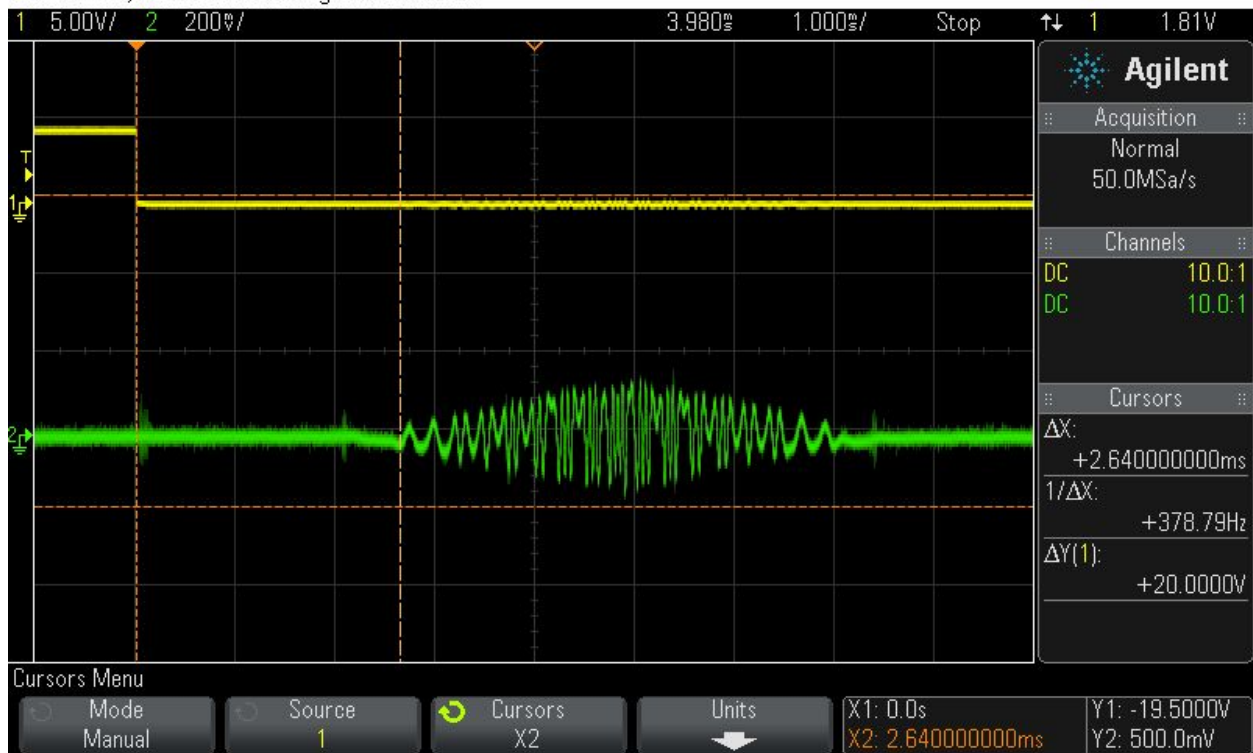 1 5.00V/ 2 200mV/ 3.980ms 1.000ms/ Stop 1 1.81V
Agilent
Acquisition
Normal
50.0MSa/s
Channels
DC 10.0:1
DC 10.0:1
Cursors
ΔX:
+2.640000000ms
1/ΔX:
+378.79Hz
ΔY(1):
+20.0000V
T
1
2
Cursors Menu
Mode Source Cursors Units
Manual 1 X2
X1: 0.0s Y1: -19.5000V
X2: 2.640000000ms Y2: 500.0mV